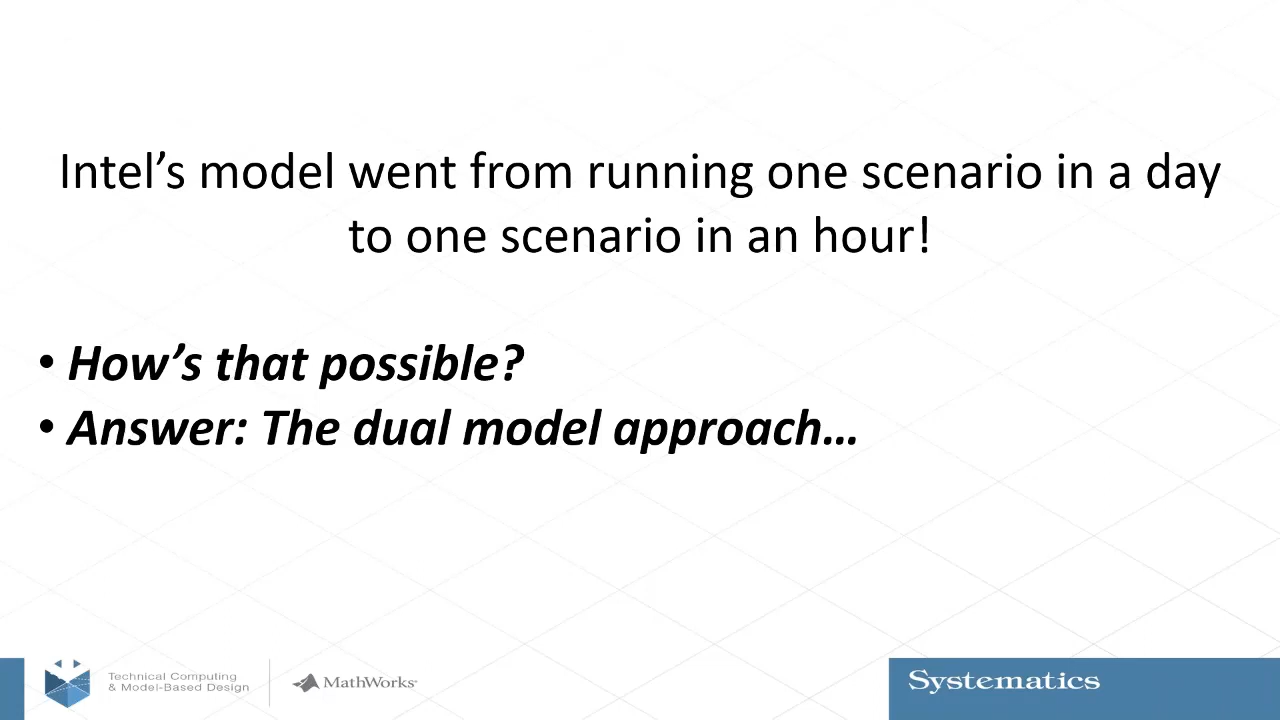 Intel’s model went from running one scenario in a day
to one scenario in an hour!
• How’s that possible?
• Answer: The dual model approach…
Technical Computing
& Model-Based Design
MathWorks®
Systematics